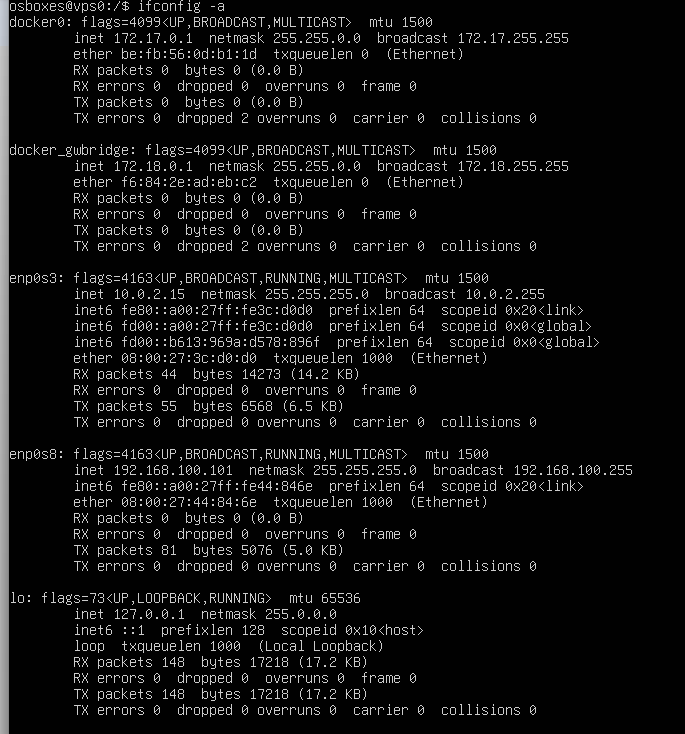 osboxes@vps0:/$ ifconfig -a
docker0: flags=4099<UP,BROADCAST,MULTICAST>  mtu 1500
        inet 172.17.0.1  netmask 255.255.0.0  broadcast 172.17.255.255
        ether be:fb:56:0d:b1:1d  txqueuelen 0  (Ethernet)
        RX packets 0  bytes 0 (0.0 B)
        RX errors 0  dropped 0  overruns 0  frame 0
        TX packets 0  bytes 0 (0.0 B)
        TX errors 0  dropped 2 overruns 0  carrier 0  collisions 0

docker_gwbridge: flags=4099<UP,BROADCAST,MULTICAST>  mtu 1500
        inet 172.18.0.1  netmask 255.255.0.0  broadcast 172.18.255.255
        ether f6:84:2e:ad:eb:c2  txqueuelen 0  (Ethernet)
        RX packets 0  bytes 0 (0.0 B)
        RX errors 0  dropped 0  overruns 0  frame 0
        TX packets 0  bytes 0 (0.0 B)
        TX errors 0  dropped 2 overruns 0  carrier 0  collisions 0

enp0s3: flags=4163<UP,BROADCAST,RUNNING,MULTICAST>  mtu 1500
        inet 10.0.2.15  netmask 255.255.255.0  broadcast 10.0.2.255
        inet6 fe80::a00:27ff:fe3c:d0d0  prefixlen 64  scopeid 0x20<link>
        inet6 fd00::a00:27ff:fe3c:d0d0  prefixlen 64  scopeid 0x0<global>
        inet6 fd00::b613:969a:d578:896f  prefixlen 64  scopeid 0x0<global>
        ether 08:00:27:3c:d0:d0  txqueuelen 1000  (Ethernet)
        RX packets 44  bytes 14273 (14.2 KB)
        RX errors 0  dropped 0  overruns 0  frame 0
        TX packets 55  bytes 6568 (6.5 KB)
        TX errors 0  dropped 0 overruns 0  carrier 0  collisions 0

enp0s8: flags=4163<UP,BROADCAST,RUNNING,MULTICAST>  mtu 1500
        inet 192.168.100.101  netmask 255.255.255.0  broadcast 192.168.100.255
        inet6 fe80::a00:27ff:fe44:846e  prefixlen 64  scopeid 0x20<link>
        ether 08:00:27:44:84:6e  txqueuelen 1000  (Ethernet)
        RX packets 0  bytes 0 (0.0 B)
        RX errors 0  dropped 0  overruns 0  frame 0
        TX packets 81  bytes 5076 (5.0 KB)
        TX errors 0  dropped 0 overruns 0  carrier 0  collisions 0

lo: flags=73<UP,LOOPBACK,RUNNING>  mtu 65536
        inet 127.0.0.1  netmask 255.0.0.0
        inet6 ::1  prefixlen 128  scopeid 0x10<host>
        loop  txqueuelen 1000  (Local Loopback)
        RX packets 148  bytes 17218 (17.2 KB)
        RX errors 0  dropped 0  overruns 0  frame 0
        TX packets 148  bytes 17218 (17.2 KB)
        TX errors 0  dropped 0 overruns 0  carrier 0  collisions 0